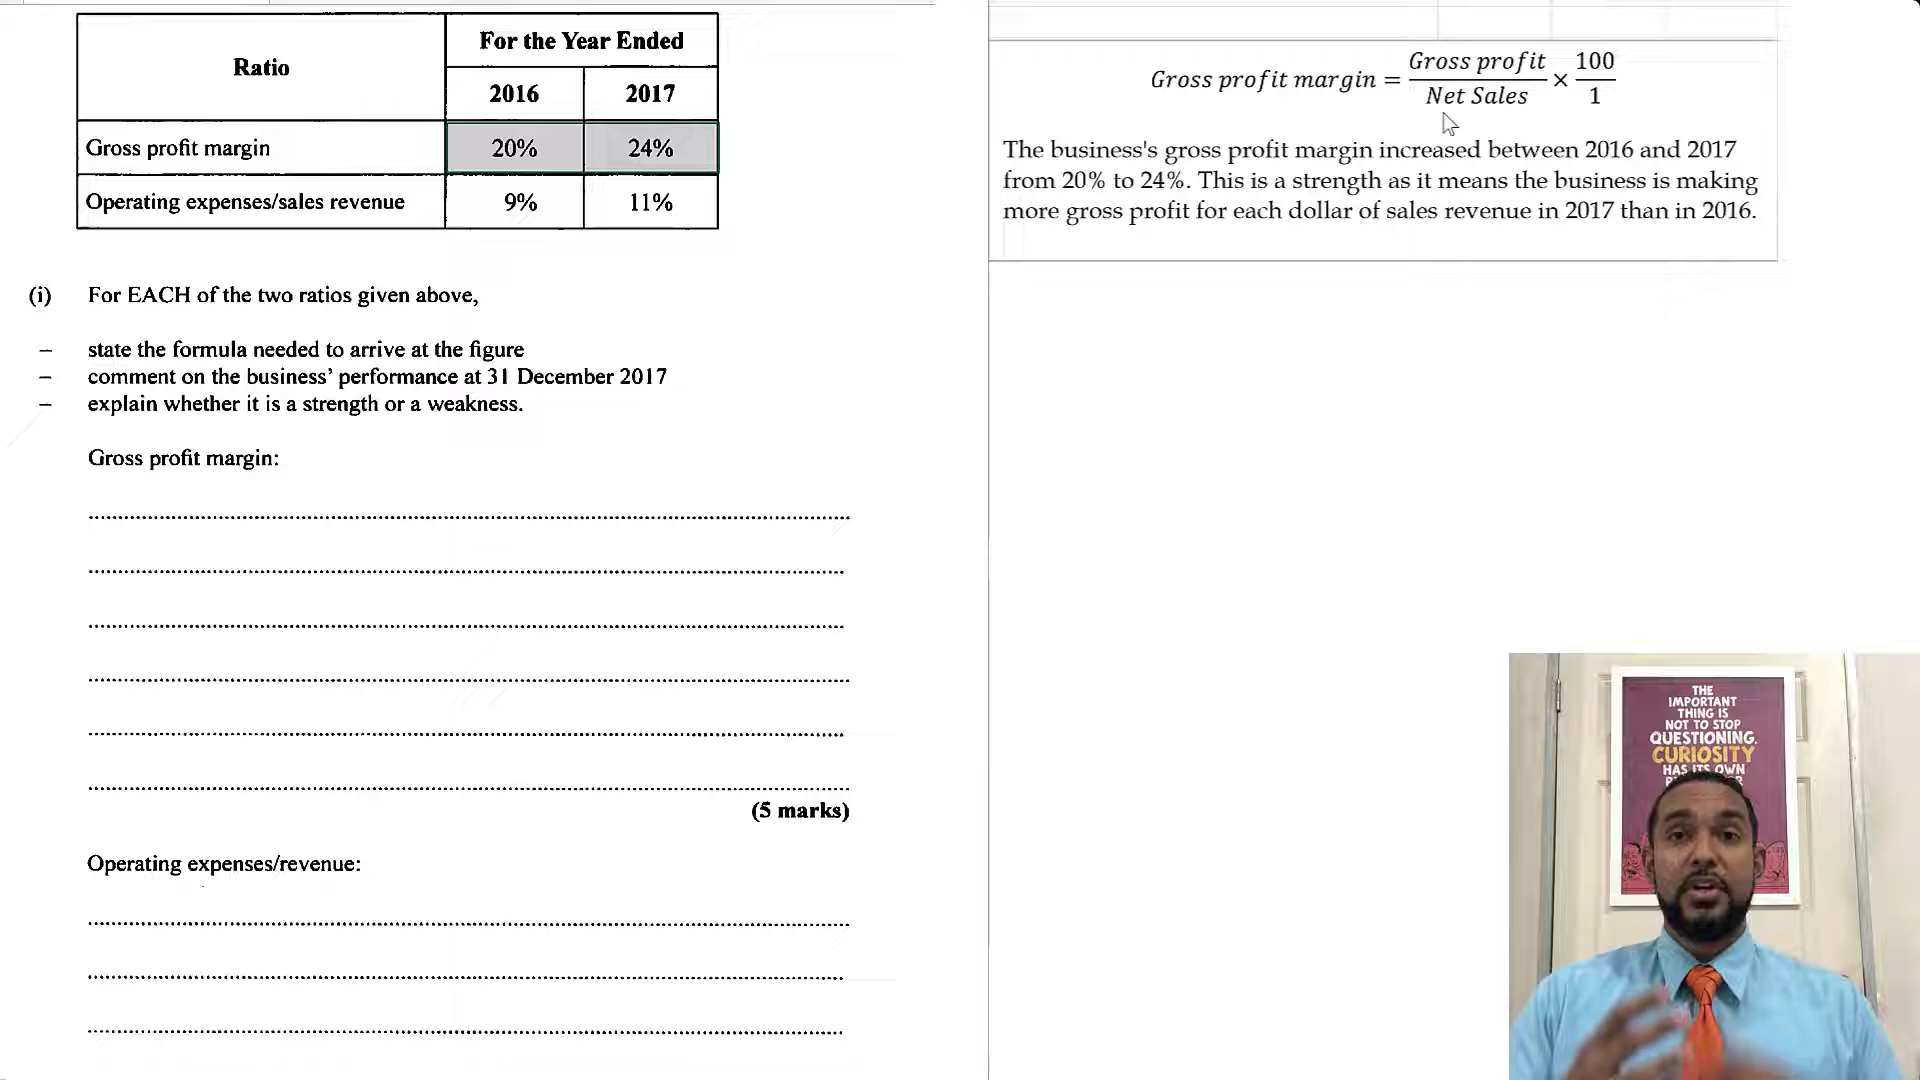 Ratio
For the Year Ended
2016 2017
Gross profit margin 20% 24%
Operating expenses/sales revenue 9% 11%
(i) For EACH of the two ratios given above,
– state the formula needed to arrive at the figure
– comment on the business' performance at 31 December 2017
– explain whether it is a strength or a weakness.
Gross profit margin:
(5 marks)
Operating expenses/revenue:
Gross profit margin = Gross profit / Net Sales × 100 / 1
The business's gross profit margin increased between 2016 and 2017
from 20% to 24%. This is a strength as it means the business is making
more gross profit for each dollar of sales revenue in 2017 than in 2016.
THE
IMPORTANT
THING IS
NOT TO STOP
QUESTIONING.
CURIOSITY
HAS ITS OWN